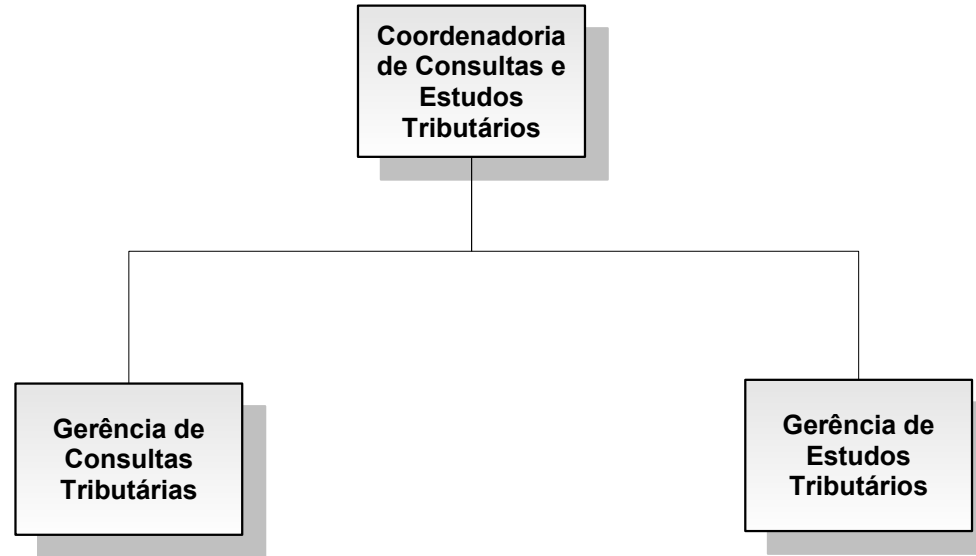 Coordenadoria
de Consultas e
Estudos
Tributários
Gerência de
Consultas
Tributárias
Gerência de
Estudos
Tributários